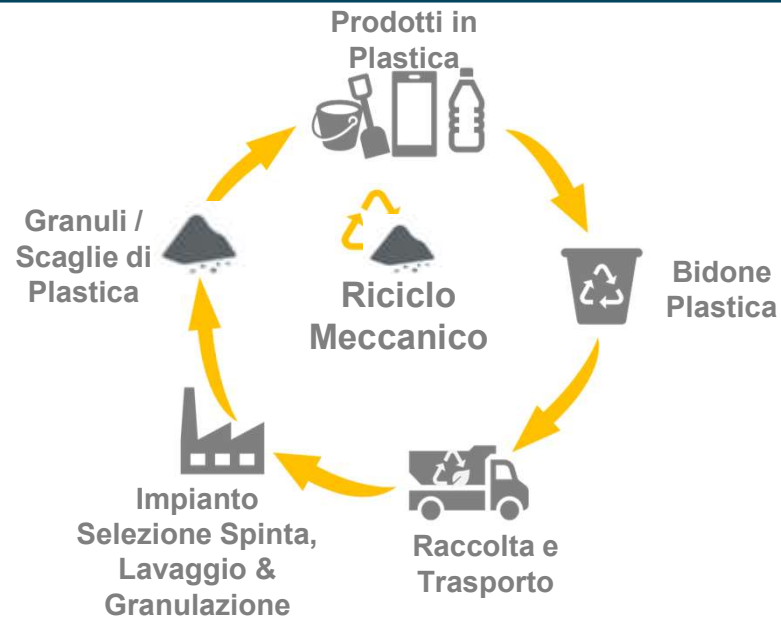 Prodotti in
Plastica
Granuli /
Scaglie di
Plastica
Riciclo
Meccanico
Bidone
Plastica
Impianto
Selezione Spinta,
Lavaggio &
Granulazione
Raccolta e
Trasporto